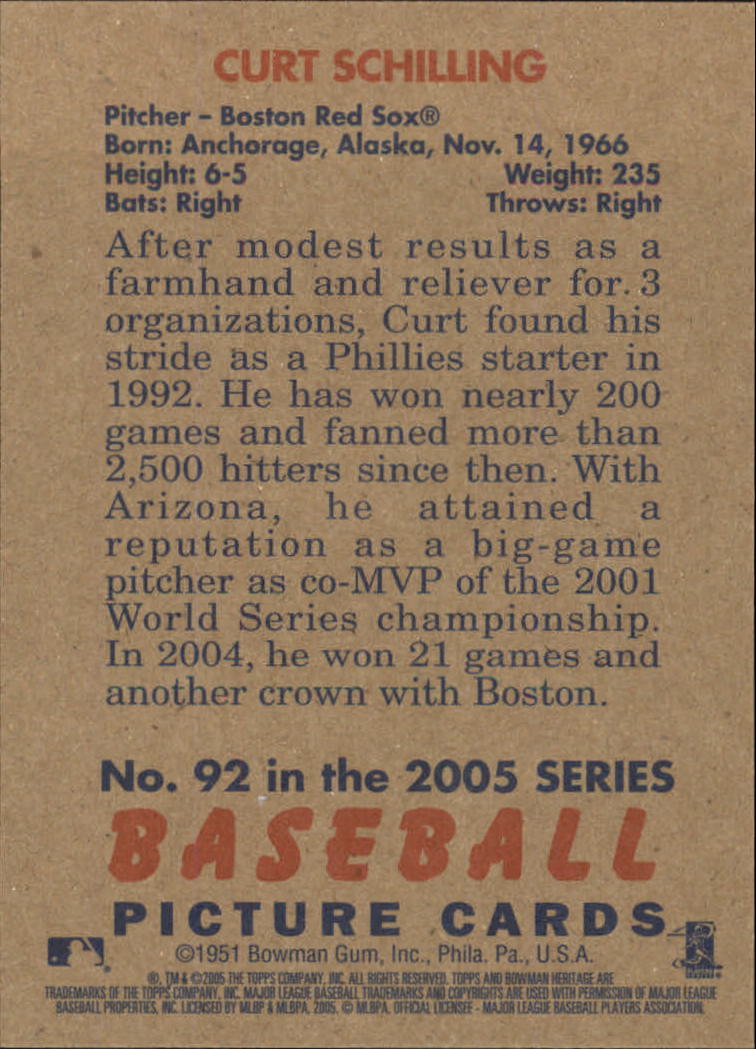 CURT SCHILLING
Pitcher – Boston Red Sox®
Born: Anchorage, Alaska, Nov. 14, 1966
Height: 6-5 Weight: 235
Bats: Right Throws: Right
After modest results as a
farmhand and reliever for 3
organizations, Curt found his
stride as a Phillies starter in
1992. He has won nearly 200
games and fanned more than
2,500 hitters since then. With
Arizona, he attained a
reputation as a big-game
pitcher as co-MVP of the 2001
World Series championship.
In 2004, he won 21 games and
another crown with Boston.
No. 92 in the 2005 SERIES
BASEBALL
PICTURE CARDS
©1951 Bowman Gum, Inc., Phila. Pa., U.S.A.
®, TM & ©2005 THE TOPPS COMPANY, INC. ALL RIGHTS RESERVED. TOPPS AND BOWMAN HERITAGE ARE
TRADEMARKS OF THE TOPPS COMPANY, INC. MAJOR LEAGUE BASEBALL TRADEMARKS AND COPYRIGHTS ARE USED WITH PERMISSION OF MAJOR LEAGUE
BASEBALL PROPERTIES, INC. LICENSED BY MLBP & MLBPA, 2005. © MLBPA. OFFICIAL LICENSEE - MAJOR LEAGUE BASEBALL PLAYERS ASSOCIATION.